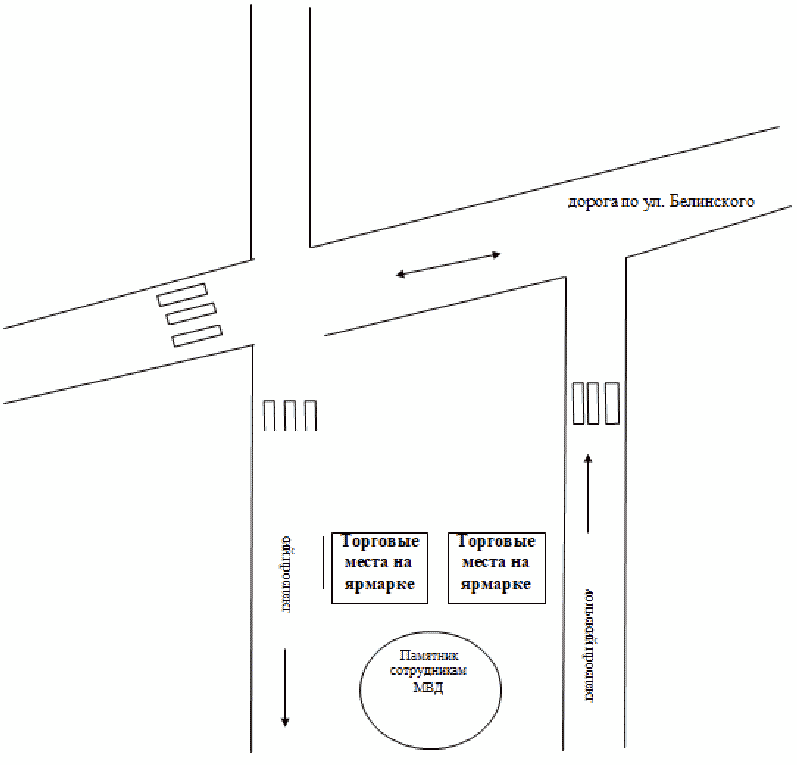 дорога по ул. Белинского
Торговые
места на
ярмарке
Торговые
места на
ярмарке
Памятник
сотрудникам
МВД